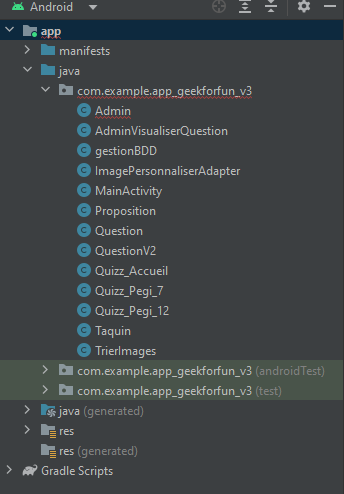 Android
app
manifests
java
com.example.app_geekforfun_v3
Admin
AdminVisualiserQuestion
gestionBDD
ImagePersonnaliserAdapter
MainActivity
Proposition
Question
QuestionV2
Quizz_Accueil
Quizz_Pegi_7
Quizz_Pegi_12
Taquin
TrierImages
com.example.app_geekforfun_v3 (androidTest)
com.example.app_geekforfun_v3 (test)
java (generated)
res
res (generated)
Gradle Scripts